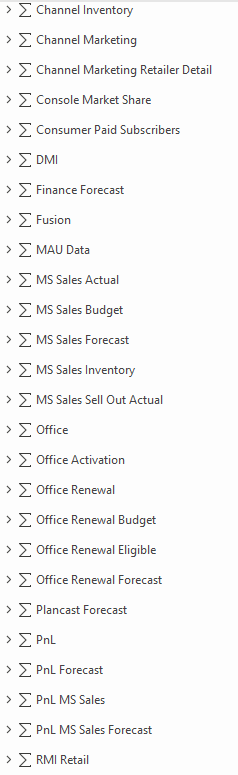 Channel Inventory
Channel Marketing
Channel Marketing Retailer Detail
Console Market Share
Consumer Paid Subscribers
DMI
Finance Forecast
Fusion
MAU Data
MS Sales Actual
MS Sales Budget
MS Sales Forecast
MS Sales Inventory
MS Sales Sell Out Actual
Office
Office Activation
Office Renewal
Office Renewal Budget
Office Renewal Eligible
Office Renewal Forecast
Plancast Forecast
PnL
PnL Forecast
PnL MS Sales
PnL MS Sales Forecast
RMI Retail